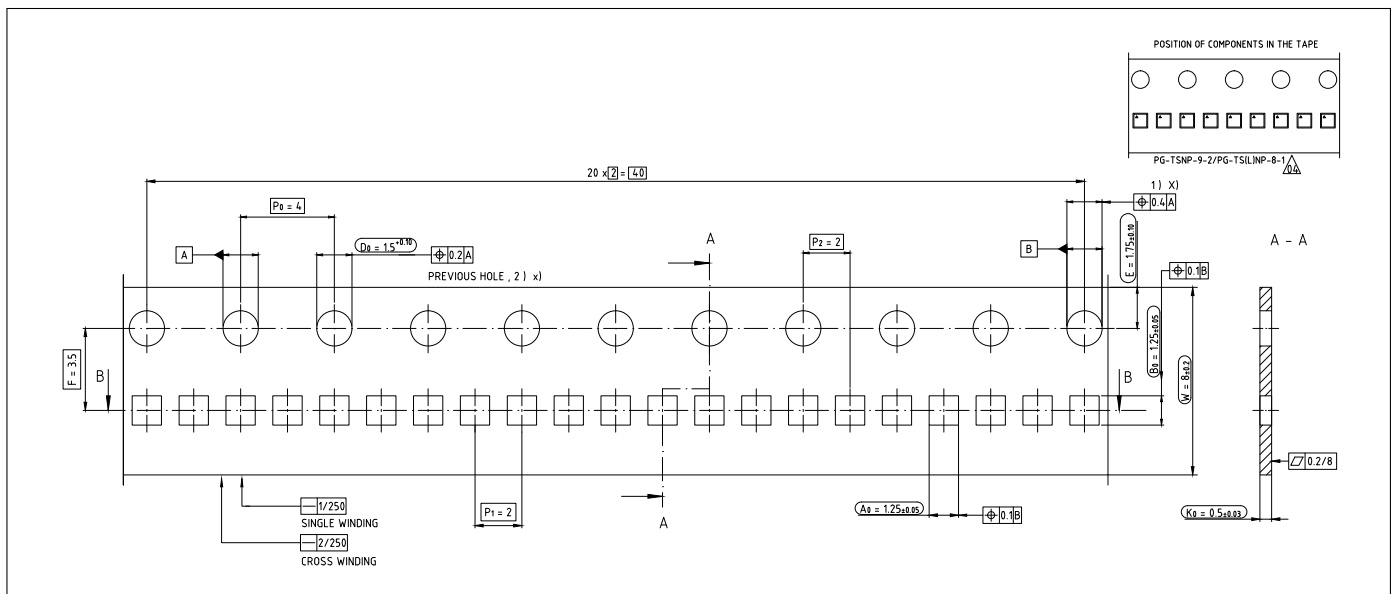 POSITION OF COMPONENTS IN THE TAPE
PG-TSNP-9-2/PG-TS(L)NP-8-1
04
20 x 2 = 40
1) X)
0.4 A
P0 = 4
A
D0 = 1.5 +0.10
0.2 A
PREVIOUS HOLE , 2 ) x)
A
P2 = 2
B
E = 1.75±0.10
A - A
0.1 B
F = 3.5
B
B
B0 = 1.25±0.05
W = 8±0.2
0.2/8
1/250
SINGLE WINDING
2/250
CROSS WINDING
P1 = 2
A
A0 = 1.25±0.05
0.1 B
K0 = 0.5±0.03